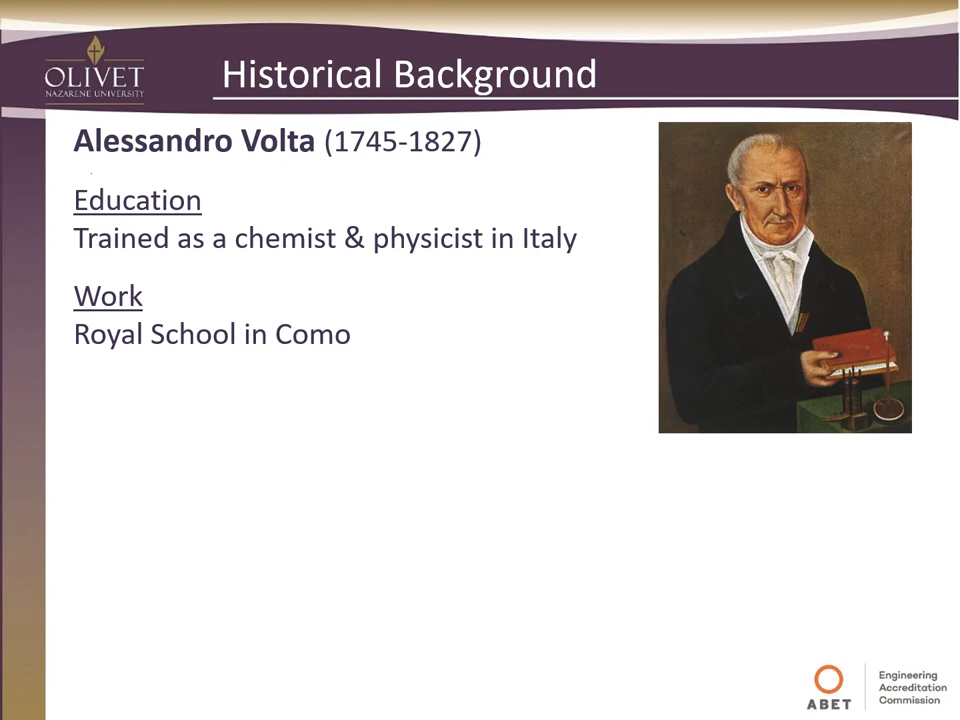 OLIVET
NAZARENE UNIVERSITY
Historical Background
Alessandro Volta (1745-1827)
Education
Trained as a chemist & physicist in Italy
Work
Royal School in Como
ABET
Engineering
Accreditation
Commission